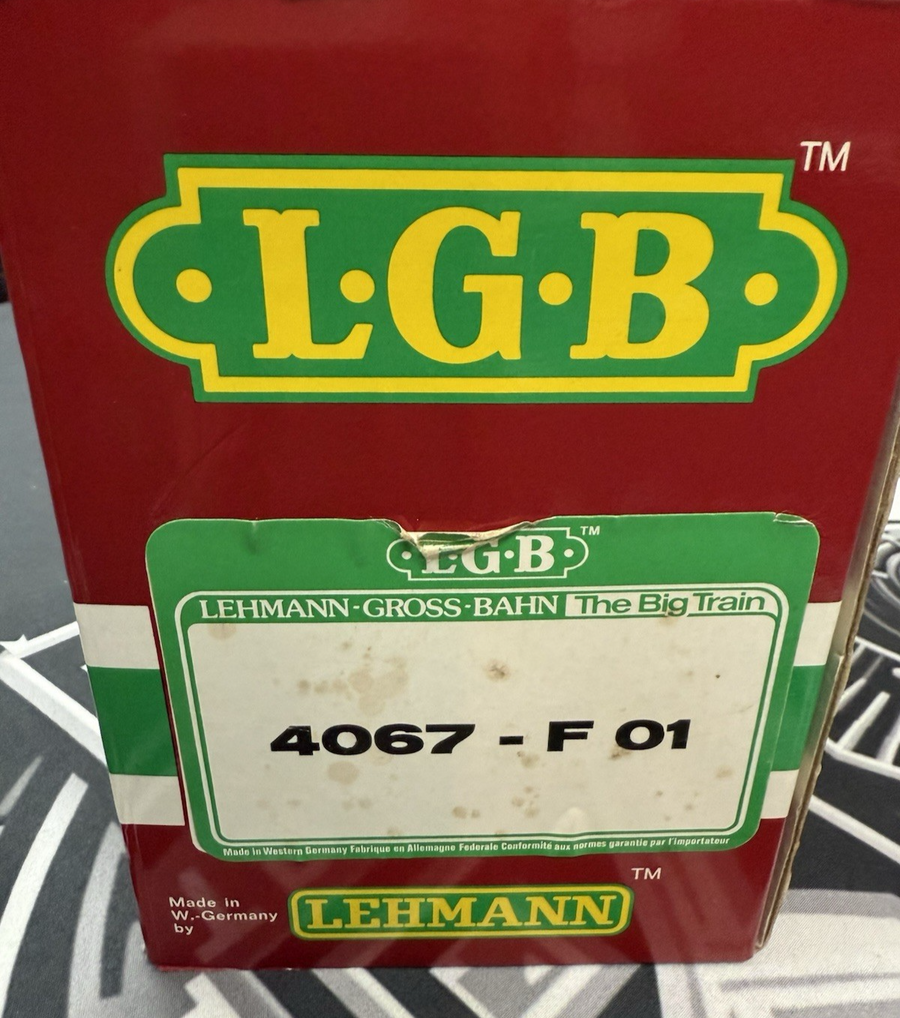 L·G·B TM
L·G·B TM
LEHMANN-GROSS-BAHN The Big Train
4067 - F 01
Made in Western Germany Fabrique en Allemagne Federale Conformité aux normes garantie par l'importateur
TM
Made in
W.-Germany
by
LEHMANN